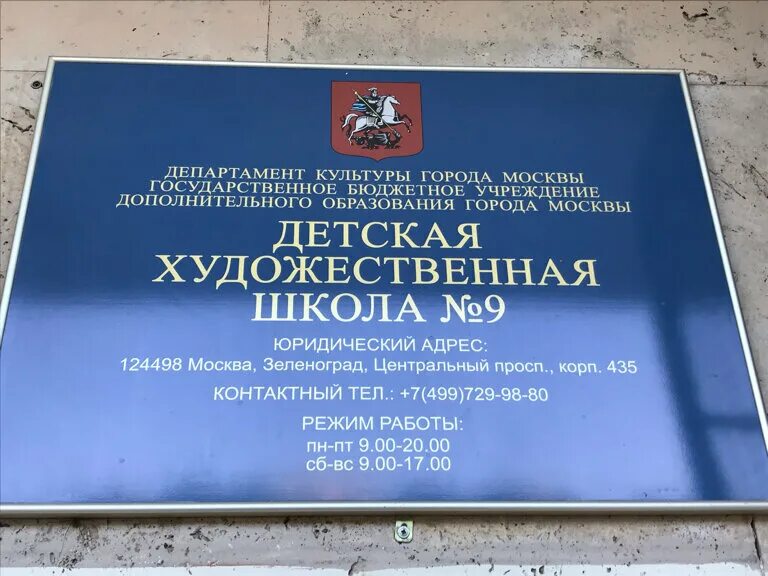 ДЕПАРТАМЕНТ КУЛЬТУРЫ ГОРОДА МОСКВЫ
ГОСУДАРСТВЕННОЕ БЮДЖЕТНОЕ УЧРЕЖДЕНИЕ
ДОПОЛНИТЕЛЬНОГО ОБРАЗОВАНИЯ ГОРОДА МОСКВЫ
ДЕТСКАЯ
ХУДОЖЕСТВЕННАЯ
ШКОЛА №9
ЮРИДИЧЕСКИЙ АДРЕС:
124498 Москва, Зеленоград, Центральный просп., корп. 435
КОНТАКТНЫЙ ТЕЛ.: +7(499)729-98-80
РЕЖИМ РАБОТЫ:
пн-пт 9.00-20.00
сб-вс 9.00-17.00